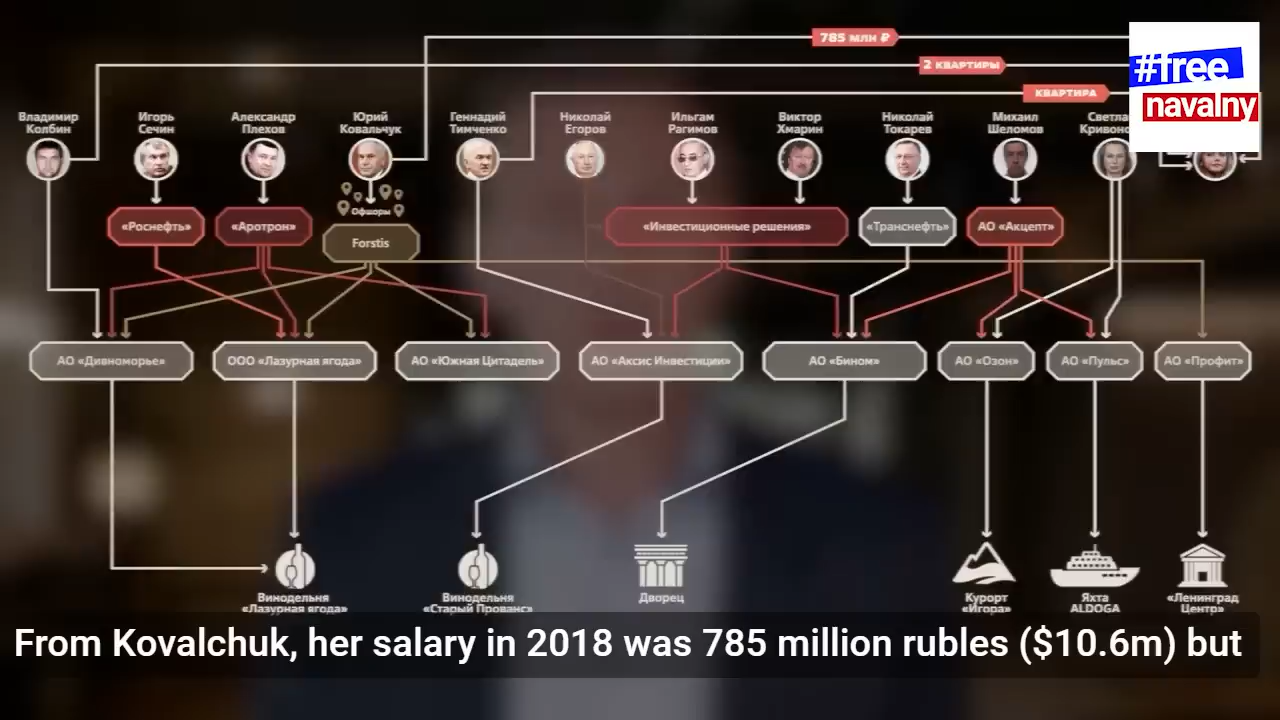 785 МЛН ₽
2 КВАРТИРЫ
КВАРТИРА
#free
navalny
Владимир
Колбин
Игорь
Сечин
Александр
Плехов
Юрий
Ковальчук
Геннадий
Тимченко
Николай
Егоров
Ильгам
Рагимов
Виктор
Хмарин
Николай
Токарев
Михаил
Шеломов
Светла
Кривоно
Офшоры
«Роснефть»
«Аротрон»
Forstis
«Инвестиционные решения»
«Транснефть»
АО «Акцепт»
АО «Дивноморье»
ООО «Лазурная ягода»
АО «Южная Цитадель»
АО «Аксис Инвестиции»
АО «Бином»
АО «Озон»
АО «Пульс»
АО «Профит»
Винодельня
«Лазурная ягода»
Винодельня
«Старый Прованс»
Дворец
Курорт
«Игора»
Яхта
ALDOGA
«Ленинград
Центр»
From Kovalchuk, her salary in 2018 was 785 million rubles ($10.6m) but